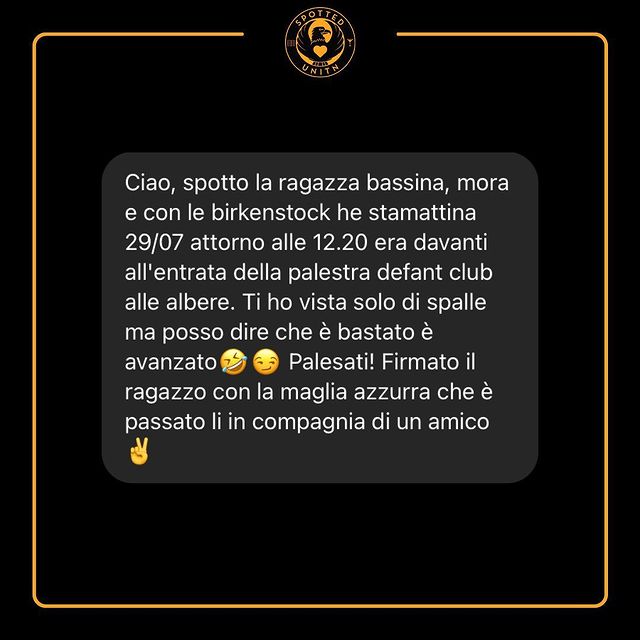 SPOTTED
UNITN
Ciao, spotto la ragazza bassina, mora
e con le birkenstock he stamattina
29/07 attorno alle 12.20 era davanti
all'entrata della palestra defant club
alle albere. Ti ho vista solo di spalle
ma posso dire che è bastato è
avanzato🤣😏 Palesati! Firmato il
ragazzo con la maglia azzurra che è
passato li in compagnia di un amico
✌️